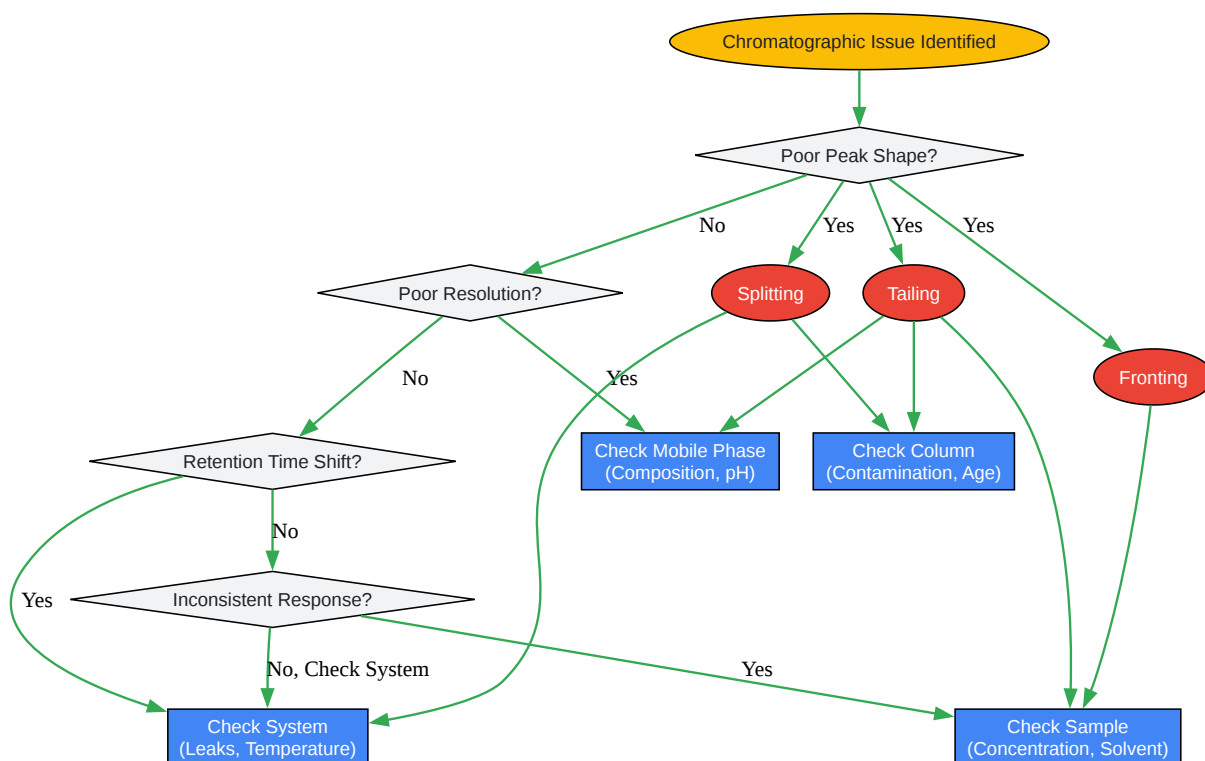 Chromatographic Issue Identified
Poor Peak Shape?
No
Yes
Yes
Yes
Poor Resolution?
Splitting
Tailing
Fronting
No
Yes
Check Mobile Phase
(Composition, pH)
Check Column
(Contamination, Age)
Retention Time Shift?
No
Yes
Inconsistent Response?
No, Check System
Yes
Check System
(Leaks, Temperature)
Check Sample
(Concentration, Solvent)